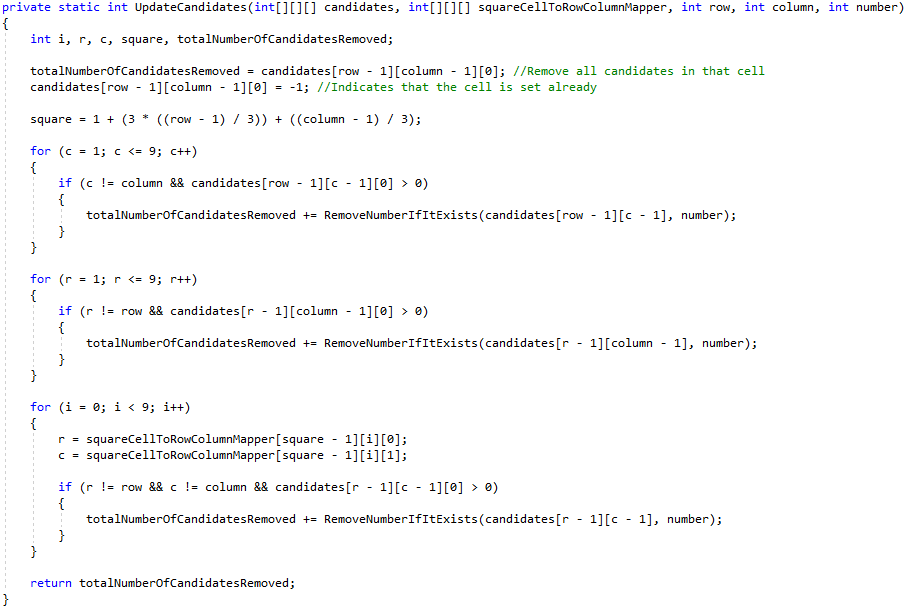 private static int UpdateCandidates(int[][][] candidates, int[][][] squareCellToRowColumnMapper, int row, int column, int number)
{
    int i, r, c, square, totalNumberOfCandidatesRemoved;

    totalNumberOfCandidatesRemoved = candidates[row - 1][column - 1][0]; //Remove all candidates in that cell
    candidates[row - 1][column - 1][0] = -1; //Indicates that the cell is set already

    square = 1 + (3 * ((row - 1) / 3)) + ((column - 1) / 3);

    for (c = 1; c <= 9; c++)
    {
        if (c != column && candidates[row - 1][c - 1][0] > 0)
        {
            totalNumberOfCandidatesRemoved += RemoveNumberIfItExists(candidates[row - 1][c - 1], number);
        }
    }

    for (r = 1; r <= 9; r++)
    {
        if (r != row && candidates[r - 1][column - 1][0] > 0)
        {
            totalNumberOfCandidatesRemoved += RemoveNumberIfItExists(candidates[r - 1][column - 1], number);
        }
    }

    for (i = 0; i < 9; i++)
    {
        r = squareCellToRowColumnMapper[square - 1][i][0];
        c = squareCellToRowColumnMapper[square - 1][i][1];

        if (r != row && c != column && candidates[r - 1][c - 1][0] > 0)
        {
            totalNumberOfCandidatesRemoved += RemoveNumberIfItExists(candidates[r - 1][c - 1], number);
        }
    }

    return totalNumberOfCandidatesRemoved;
}